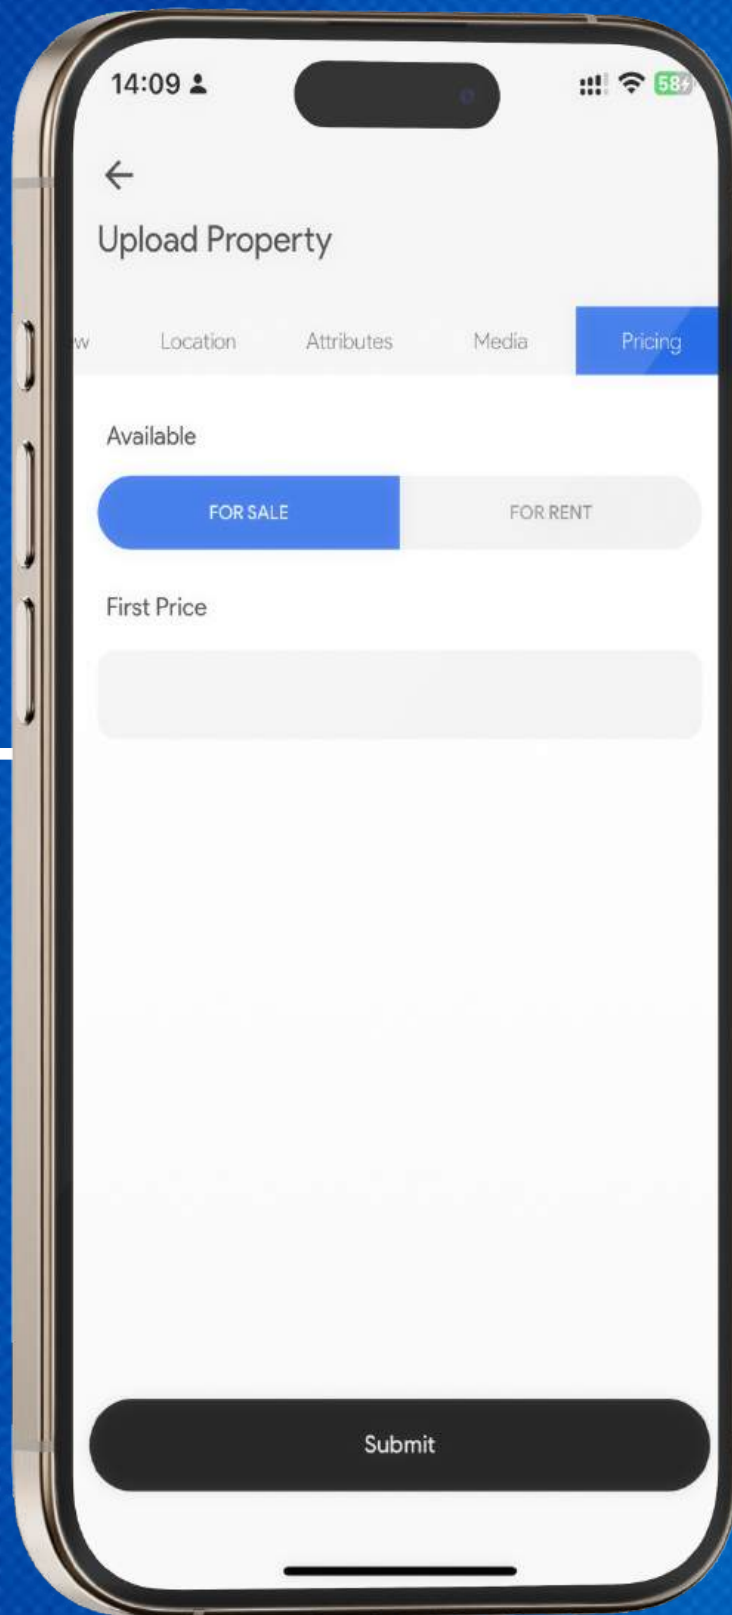 14:09
58
Upload Property
w Location Attributes Media Pricing
Available
FOR SALE FOR RENT
First Price
Submit